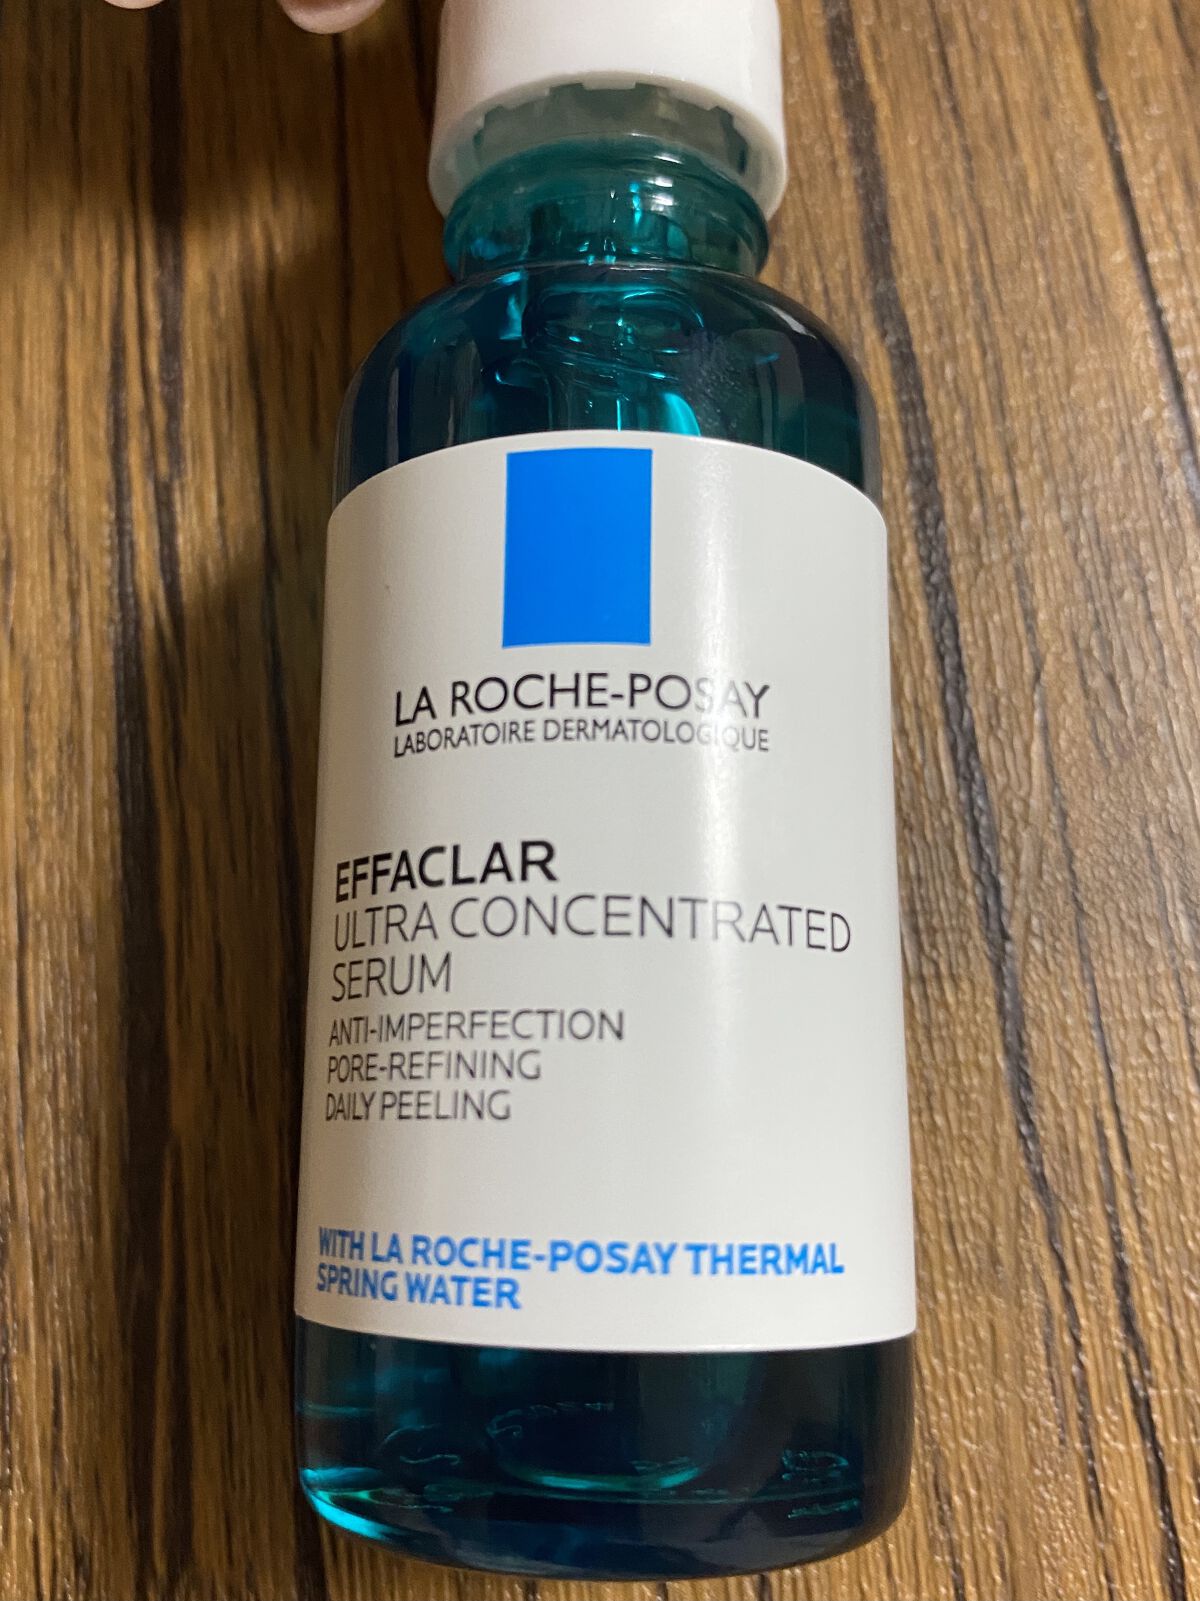 LA ROCHE-POSAY
LABORATOIRE DERMATOLOGIQUE
EFFACLAR
ULTRA CONCENTRATED
SERUM
ANTI-IMPERFECTION
PORE-REFINING
DAILY PEELING
WITH LA ROCHE-POSAY THERMAL
SPRING WATER